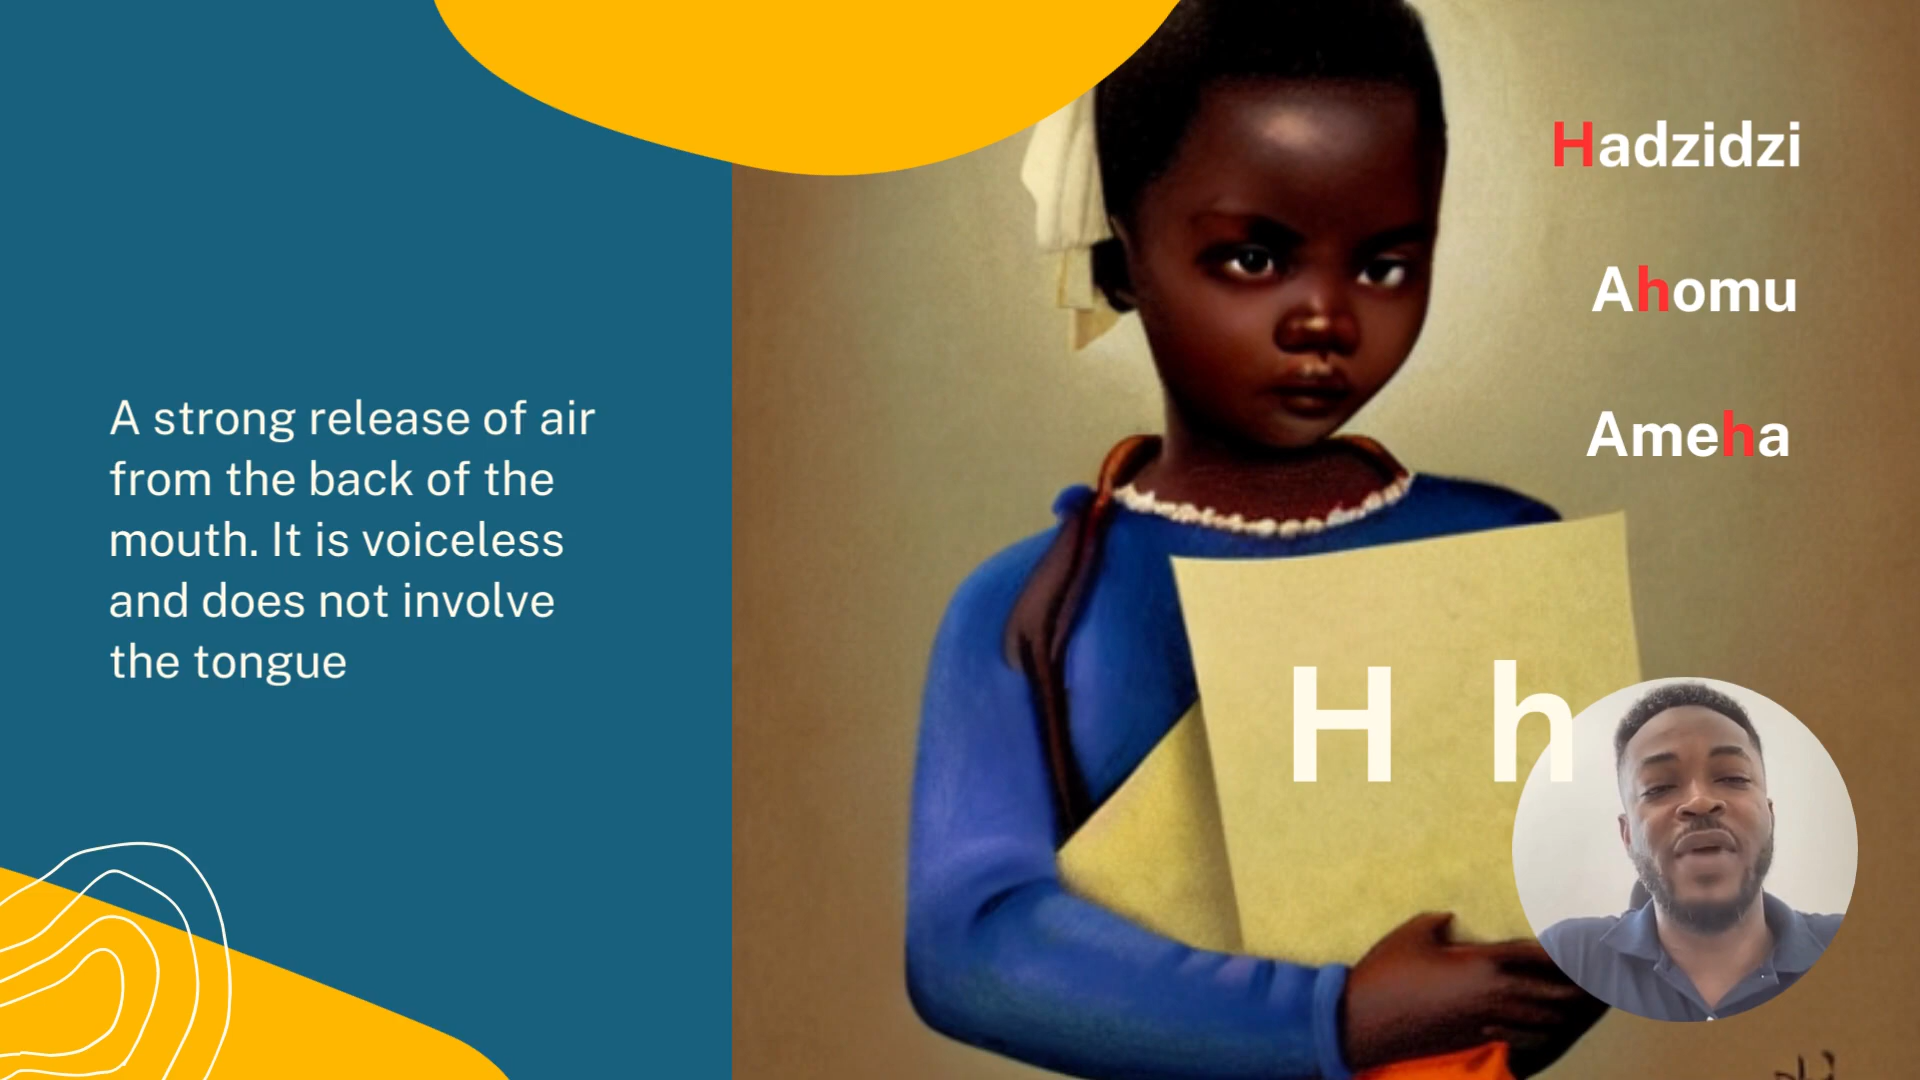 A strong release of air
from the back of the
mouth. It is voiceless
and does not involve
the tongue
Hadzidzi
Ahomu
Ameha
H h